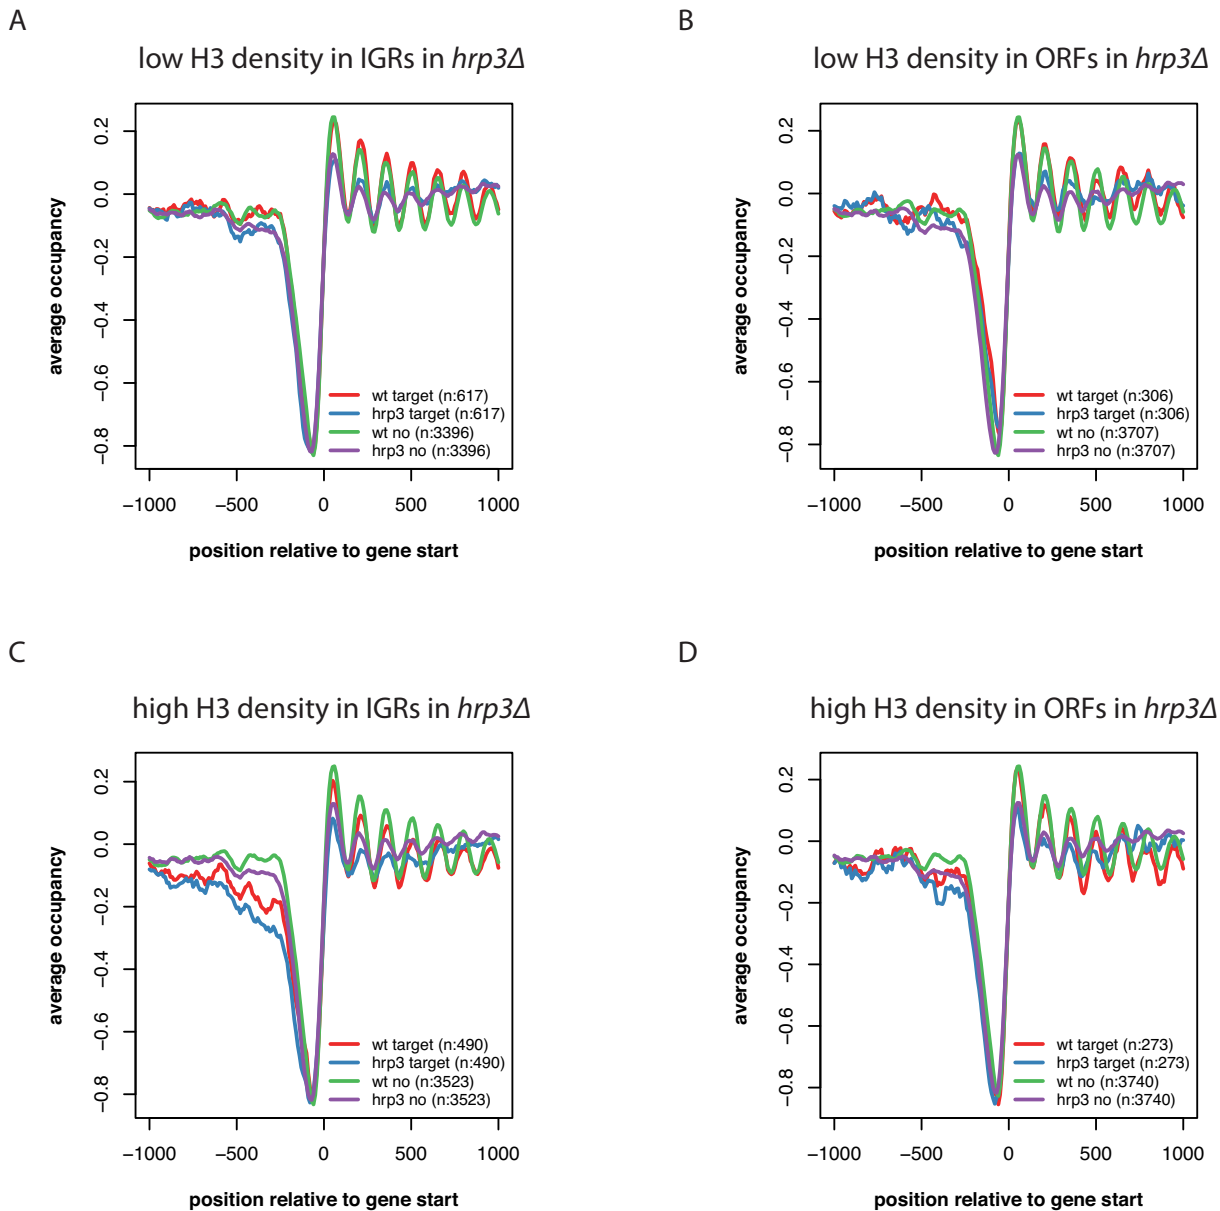 A
low H3 density in IGRs in hrp3Δ
average occupancy
0.2
0.0
−0.2
−0.4
−0.6
−0.8
wt target (n:617)
hrp3 target (n:617)
wt no (n:3396)
hrp3 no (n:3396)
−1000 −500 0 500 1000
position relative to gene start
B
low H3 density in ORFs in hrp3Δ
average occupancy
0.2
0.0
−0.2
−0.4
−0.6
−0.8
wt target (n:306)
hrp3 target (n:306)
wt no (n:3707)
hrp3 no (n:3707)
−1000 −500 0 500 1000
position relative to gene start
C
high H3 density in IGRs in hrp3Δ
average occupancy
0.2
0.0
−0.2
−0.4
−0.6
−0.8
wt target (n:490)
hrp3 target (n:490)
wt no (n:3523)
hrp3 no (n:3523)
−1000 −500 0 500 1000
position relative to gene start
D
high H3 density in ORFs in hrp3Δ
average occupancy
0.2
0.0
−0.2
−0.4
−0.6
−0.8
wt target (n:273)
hrp3 target (n:273)
wt no (n:3740)
hrp3 no (n:3740)
−1000 −500 0 500 1000
position relative to gene start